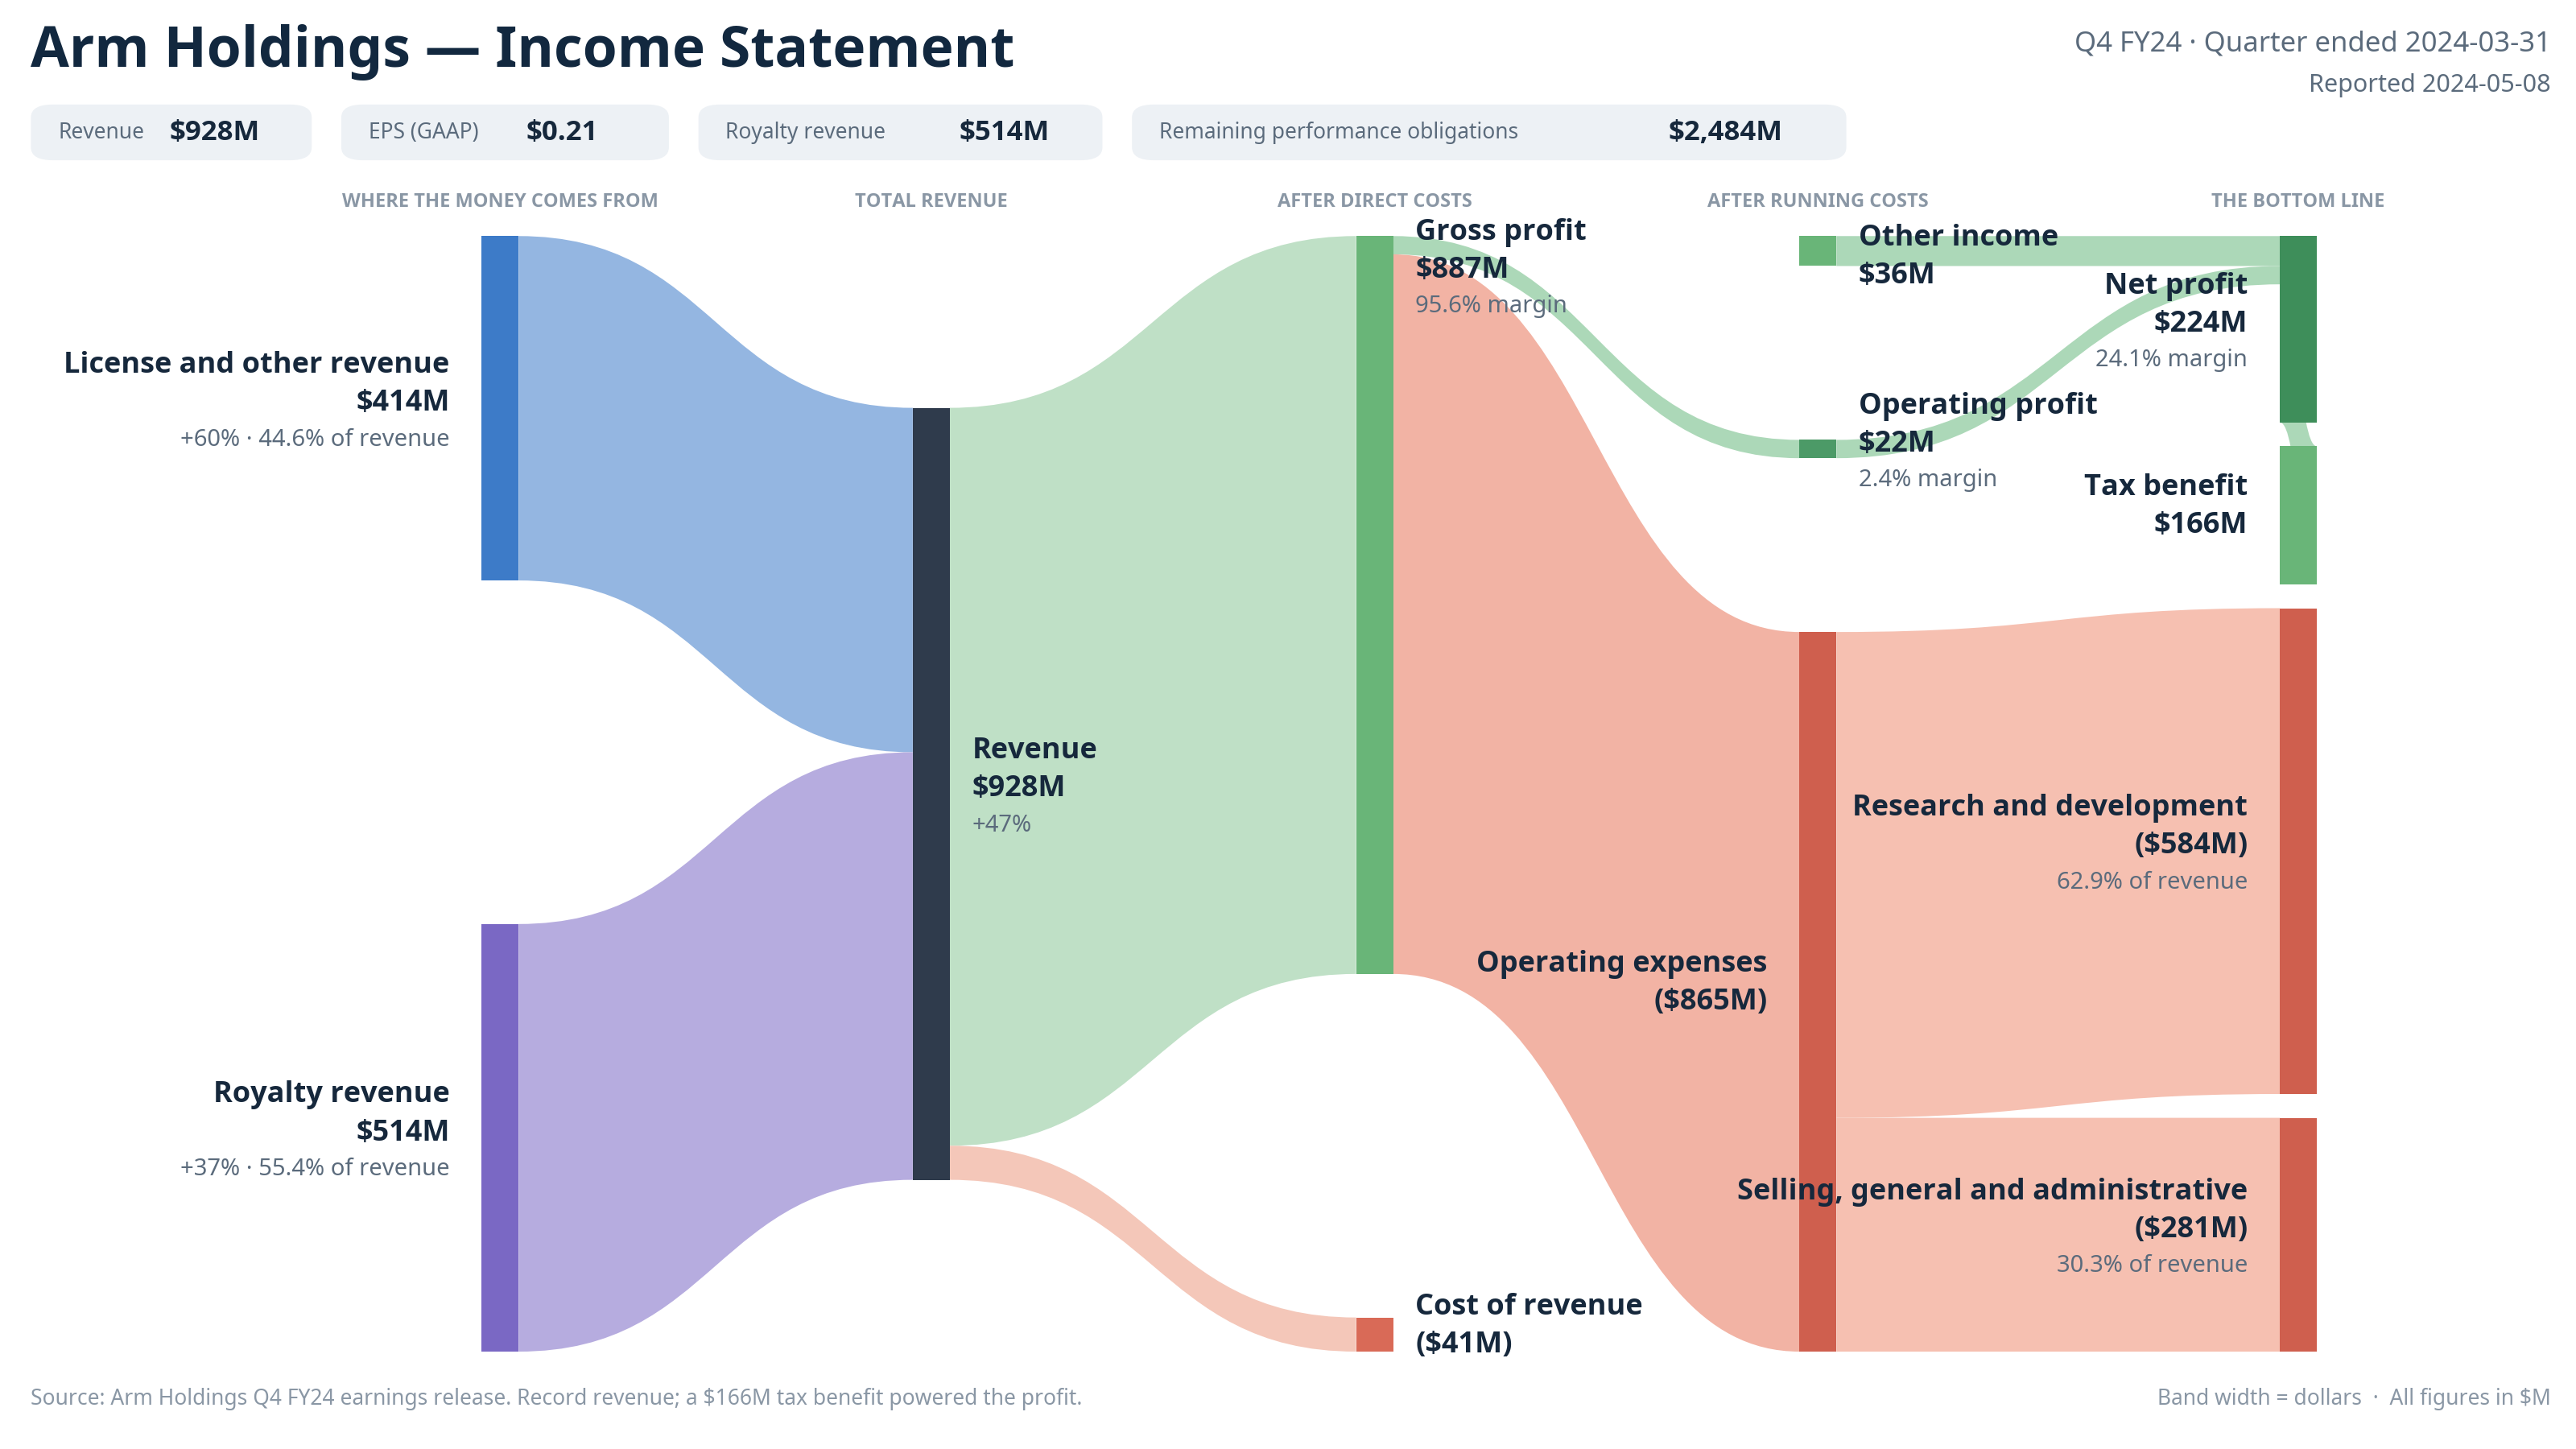 Arm Holdings — Income Statement
Q4 FY24 · Quarter ended 2024-03-31
Reported 2024-05-08
Revenue $928M
EPS (GAAP) $0.21
Royalty revenue $514M
Remaining performance obligations $2,484M
WHERE THE MONEY COMES FROM
TOTAL REVENUE
AFTER DIRECT COSTS
AFTER RUNNING COSTS
THE BOTTOM LINE
License and other revenue
$414M
+60% · 44.6% of revenue
Royalty revenue
$514M
+37% · 55.4% of revenue
Revenue
$928M
+47%
Gross profit
$887M
95.6% margin
Cost of revenue
($41M)
Other income
$36M
Operating profit
$22M
2.4% margin
Operating expenses
($865M)
Net profit
$224M
24.1% margin
Tax benefit
$166M
Research and development
($584M)
62.9% of revenue
Selling, general and administrative
($281M)
30.3% of revenue
Source: Arm Holdings Q4 FY24 earnings release. Record revenue; a $166M tax benefit powered the profit.
Band width = dollars · All figures in $M